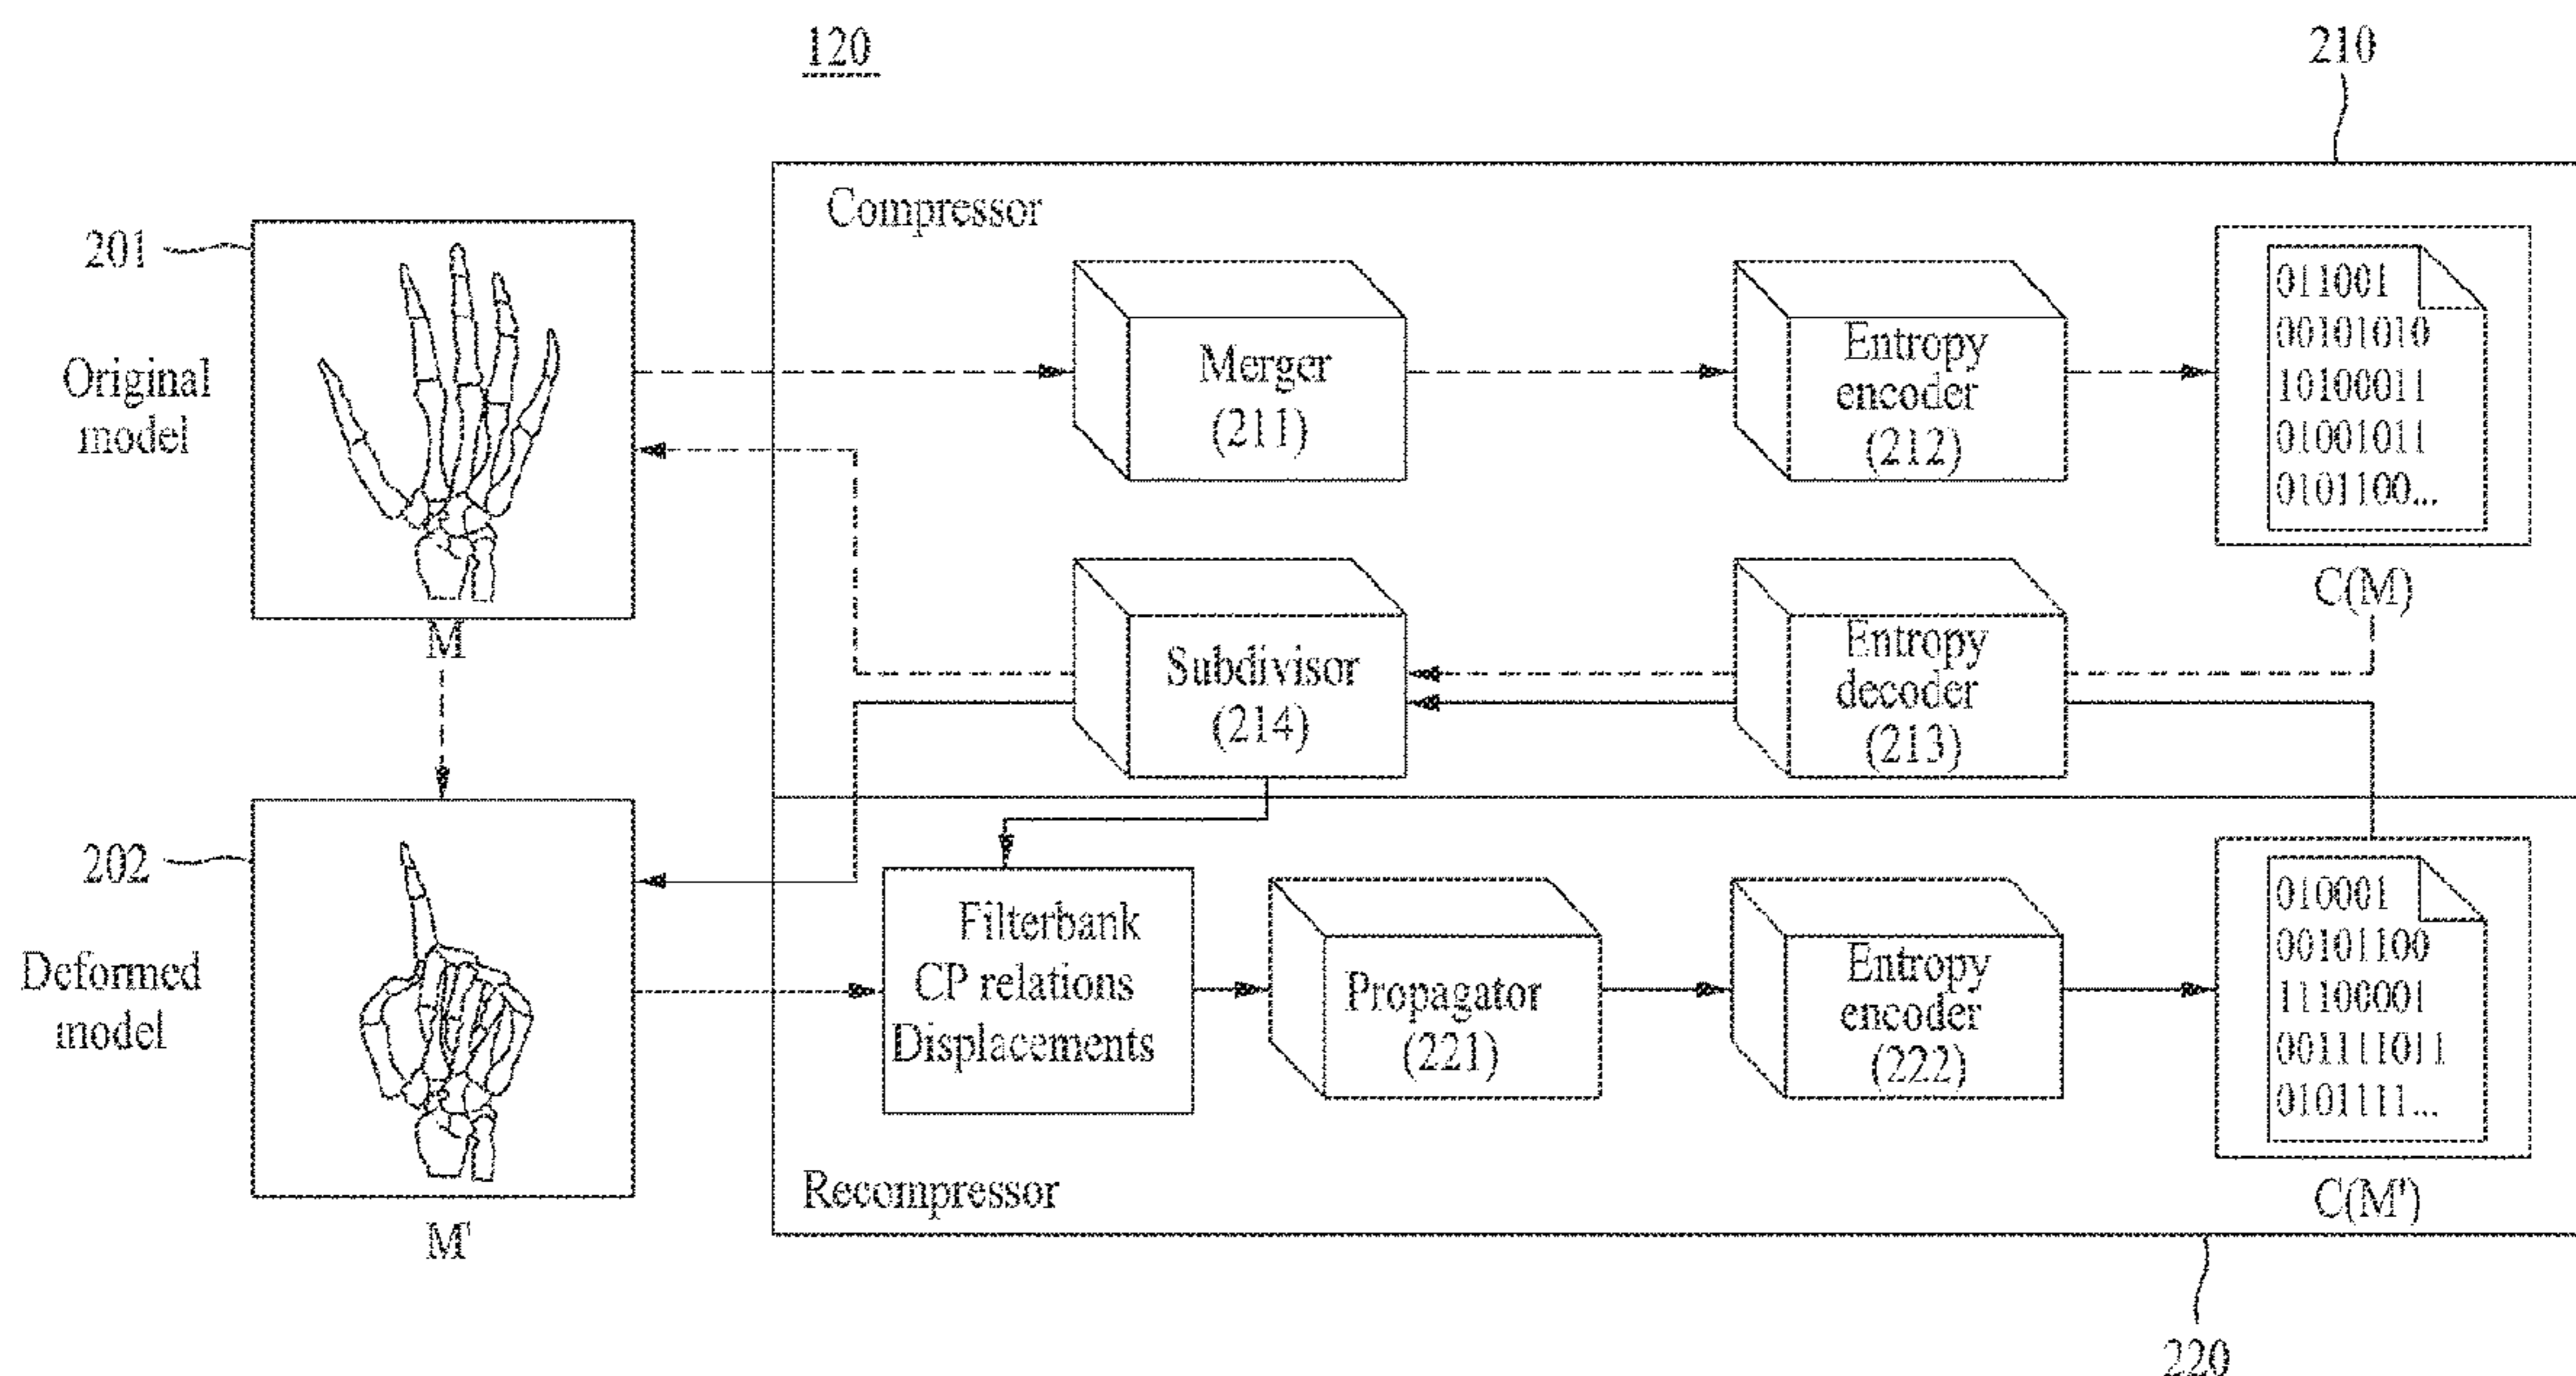 120
210
Compressor
201
Original
model
M
Merger
(211)
Entropy
encoder
(212)
011001
00101010
10100011
01001011
0101100...
C(M)
Subdivisor
(214)
Entropy
decoder
(213)
202
Deformed
model
M'
Filterbank
CP relations
Displacements
Propagator
(221)
Entropy
encoder
(222)
010001
00101100
11100001
001111011
0101111...
C(M')
Recompressor
220